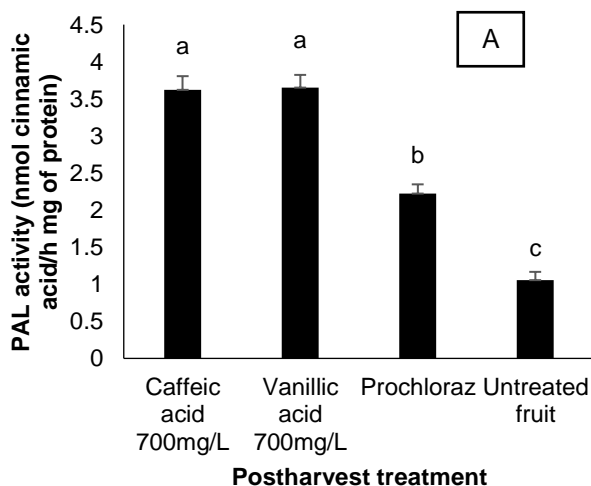 PAL activity (nmol cinnamic
acid/h mg of protein)
4.5
4
3.5
3
2.5
2
1.5
1
0.5
0
a
a
b
c
A
Caffeic
acid
700mg/L
Vanillic
acid
700mg/L
Prochloraz
Untreated
fruit
Postharvest treatment